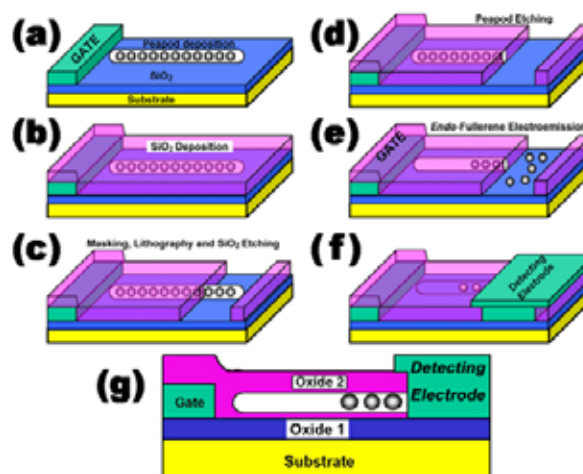 (a)
GATE
Peapod deposition
SiO2
Substrate
(b)
SiO2 Deposition
(c)
Masking, Lithography and SiO2 Etching
(d)
Peapod Etching
(e)
Endo-Fullerene Electroemission
GATE
(f)
Detecting
Electrode
(g)
Oxide 2
Detecting
Electrode
Gate
Oxide 1
Substrate